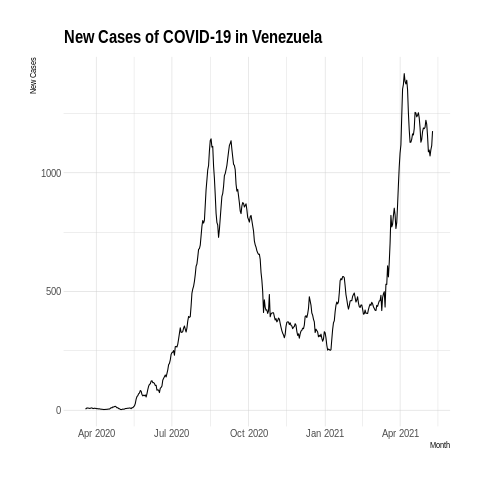 New Cases of COVID-19 in Venezuela
New Cases
1000
500
0
Apr 2020 Jul 2020 Oct 2020 Jan 2021 Apr 2021
Month